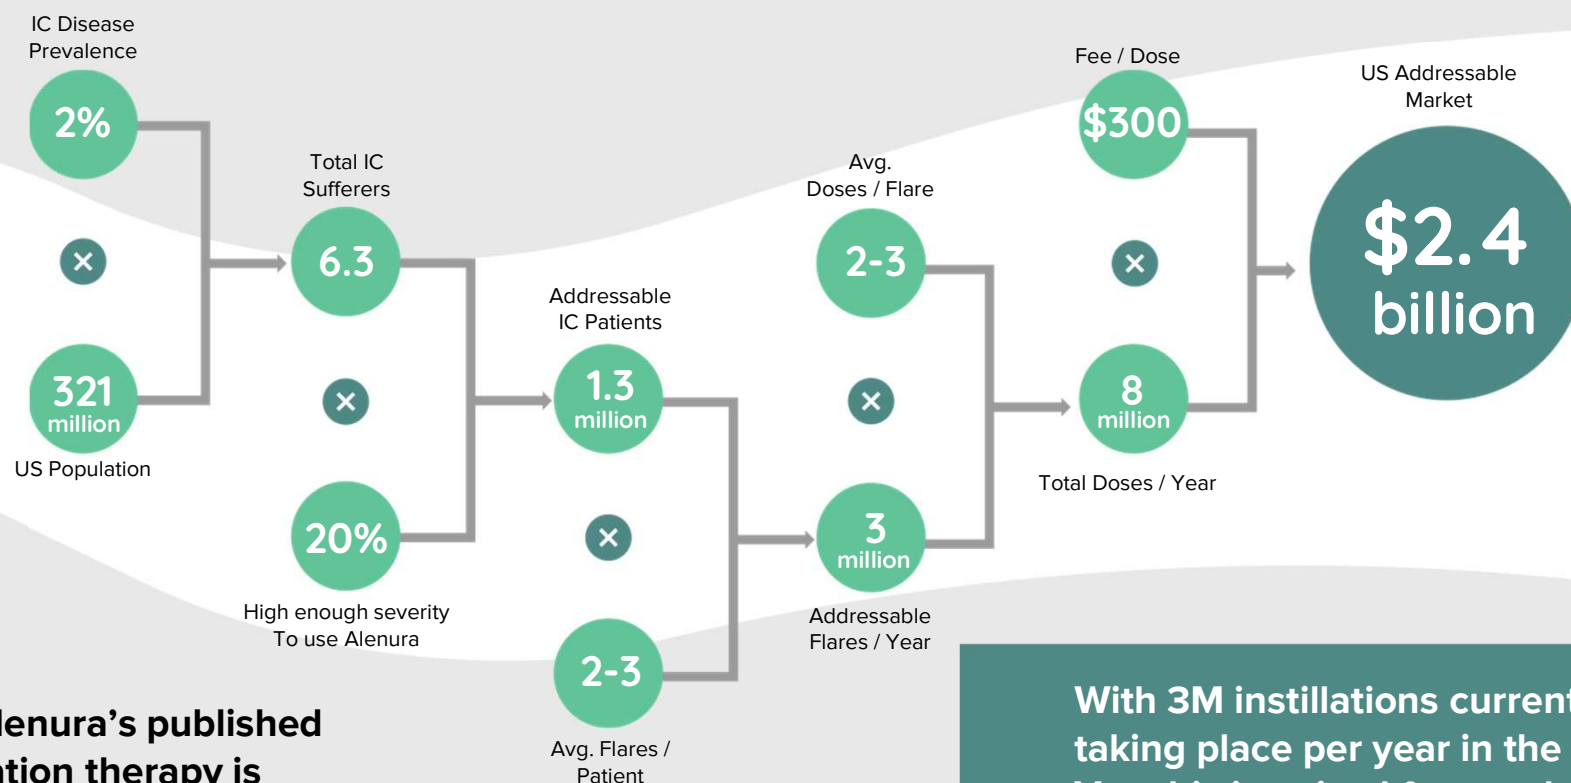 IC Disease
Prevalence
2%
×
321
million
US Population
Total IC
Sufferers
6.3
×
20%
High enough severity
To use Alenura
Addressable
IC Patients
1.3
million
×
2-3
Avg. Flares /
Patient
Avg.
Doses / Flare
2-3
×
3
million
Addressable
Flares / Year
Fee / Dose
$300
×
8
million
Total Doses / Year
US Addressable
Market
$2.4
billion
lenura's published
ation therapy is
With 3M instillations current
taking place per year in the